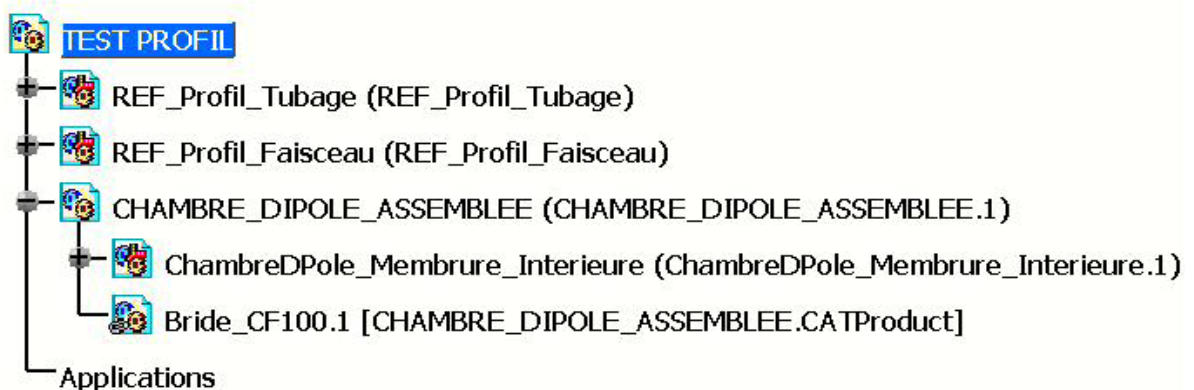 TEST PROFIL
REF_Profil_Tubage (REF_Profil_Tubage)
REF_Profil_Faisceau (REF_Profil_Faisceau)
CHAMBRE_DIPOLE_ASSEMBLEE (CHAMBRE_DIPOLE_ASSEMBLEE.1)
ChambreDPole_Membrure_Interieure (ChambreDPole_Membrure_Interieure.1)
Bride_CF100.1 [CHAMBRE_DIPOLE_ASSEMBLEE.CATProduct]
Applications